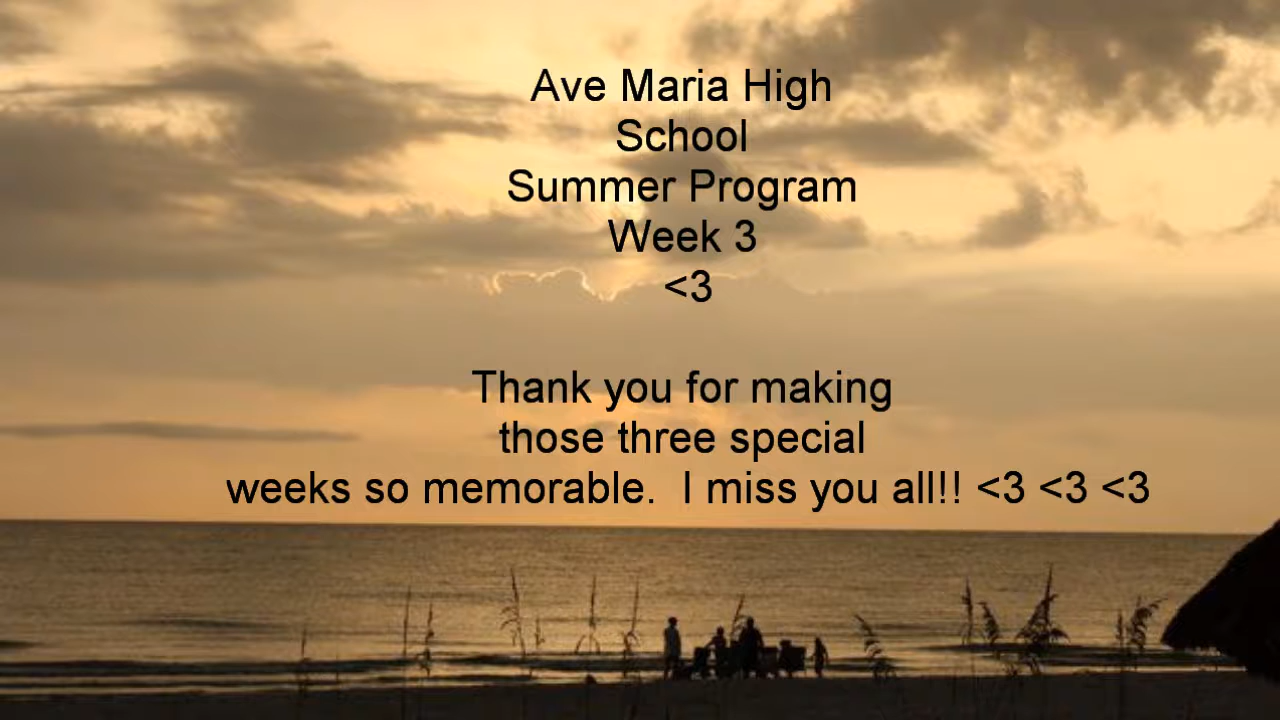 Ave Maria High
School
Summer Program
Week 3
<3
Thank you for making
those three special
weeks so memorable.  I miss you all!! <3 <3 <3